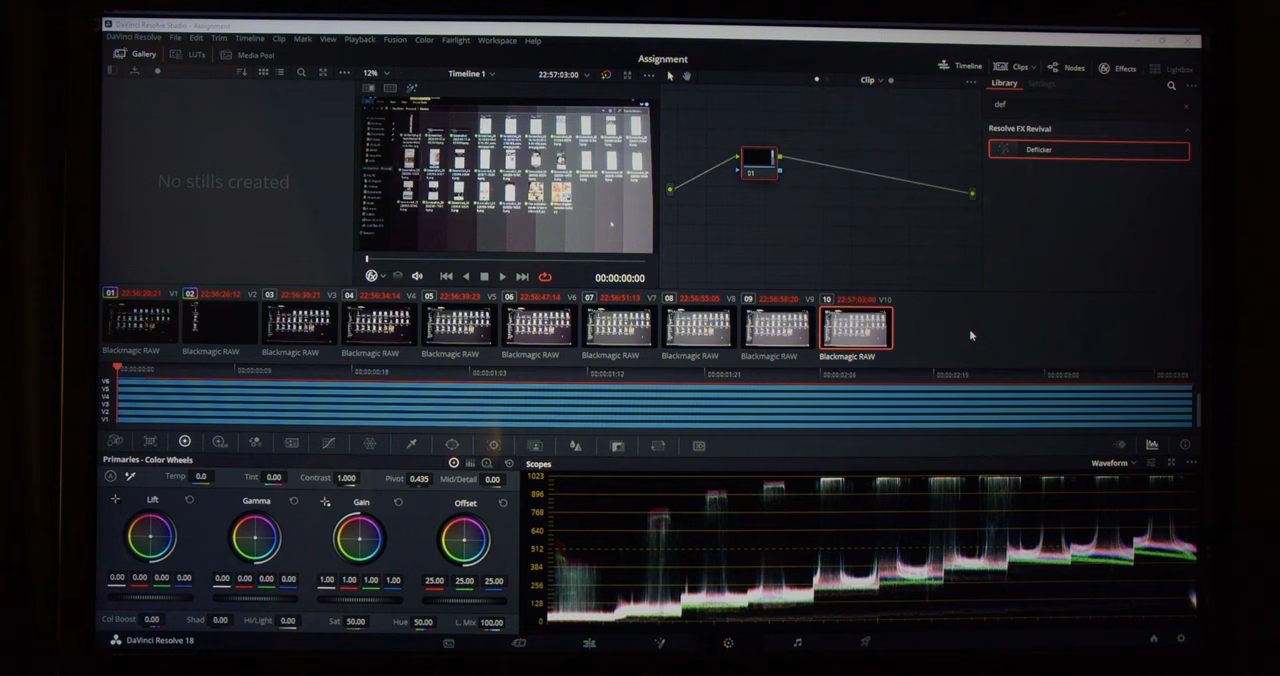 DaVinci Resolve Studio - Assignment
DaVinci Resolve File Edit Trim Timeline Clip Mark View Playback Fusion Color Fairlight Workspace Help
Gallery LUTs Media Pool
Assignment
Timeline Clips Nodes Effects Lightbox
12% Timeline 1 22:57:03:00 Clip
Library Settings
def
Resolve FX Revival
Deflicker
No stills created
01
00:00:00:00
01 22:56:20:21 V1 02 22:56:26:12 V2 03 22:56:30:21 V3 04 22:56:34:14 V4 05 22:56:39:23 V5 06 22:56:47:14 V6 07 22:56:51:13 V7 08 22:56:55:05 V8 09 22:56:58:20 V9 10 22:57:03:00 V10
Blackmagic RAW Blackmagic RAW Blackmagic RAW Blackmagic RAW Blackmagic RAW Blackmagic RAW Blackmagic RAW Blackmagic RAW Blackmagic RAW Blackmagic RAW
00:00:00:00 00:00:00:09 00:00:00:18 00:00:01:03 00:00:01:12 00:00:01:21 00:00:02:06 00:00:02:15 00:00:03:00 00:00:03:09
V6
V5
V4
V3
V2
V1
Primaries - Color Wheels
Temp 0.0 Tint 0.00 Contrast 1.000 Pivot 0.435 Mid/Detail 0.00
Lift Gamma Gain Offset
0.00 0.00 0.00 0.00 0.00 0.00 0.00 0.00 1.00 1.00 1.00 1.00 25.00 25.00 25.00
Col Boost 0.00 Shad 0.00 Hi/Light 0.00 Sat 50.00 Hue 50.00 L. Mix 100.00
Scopes
Waveform
1023
896
768
640
512
384
256
128
0
DaVinci Resolve 18